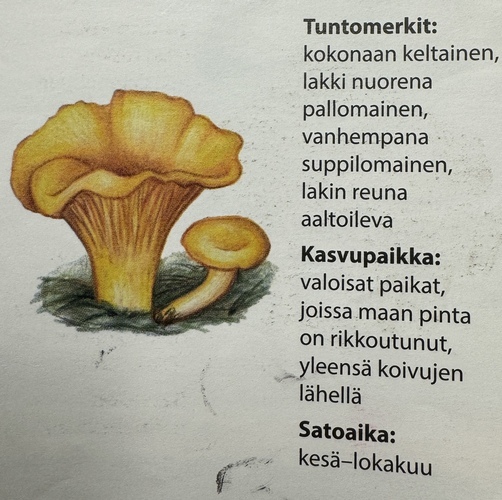 Tuntomerkit:
kokonaan keltainen,
lakki nuorena
pallomainen,
vanhempana
suppilomainen,
lakin reuna
aaltoileva
Kasvupaikka:
valoisat paikat,
joissa maan pinta
on rikkoutunut,
yleensä koivujen
lähellä
Satoaika:
kesä–lokakuu